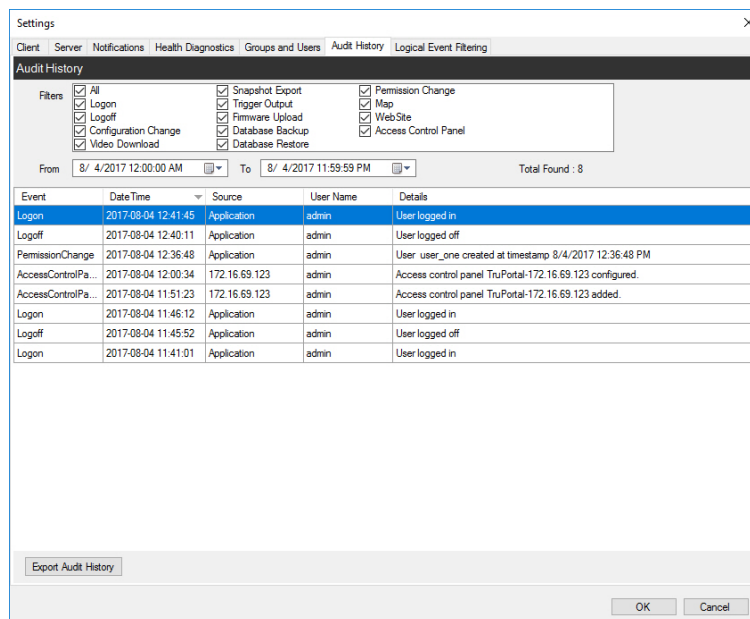 Settings
Client Server Notifications Health Diagnostics Groups and Users Audit History Logical Event Filtering
Audit History
Filters All Snapshot Export Permission Change
Logon Trigger Output Map
Logoff Firmware Upload WebSite
Configuration Change Database Backup Access Control Panel
Video Download Database Restore
From 8/ 4/2017 12:00:00 AM To 8/ 4/2017 11:59:59 PM Total Found : 8
Event Date Time Source User Name Details
Logon 2017-08-04 12:41:45 Application admin User logged in
Logoff 2017-08-04 12:40:11 Application admin User logged off
PermissionChange 2017-08-04 12:36:48 Application admin User user_one created at timestamp 8/4/2017 12:36:48 PM
AccessControlPa... 2017-08-04 12:00:34 172.16.69.123 admin Access control panel TruPortal-172.16.69.123 configured.
AccessControlPa... 2017-08-04 11:51:23 172.16.69.123 admin Access control panel TruPortal-172.16.69.123 added.
Logon 2017-08-04 11:46:12 Application admin User logged in
Logoff 2017-08-04 11:45:52 Application admin User logged off
Logon 2017-08-04 11:41:01 Application admin User logged in
Export Audit History
OK Cancel